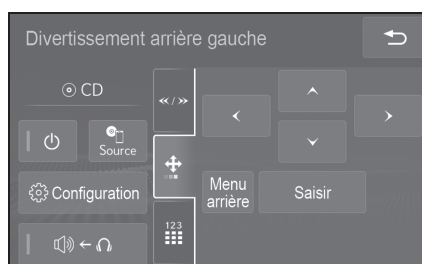 Divertissement arrière gauche
CD
Source
Configuration
123
Menu
arrière
Saisir